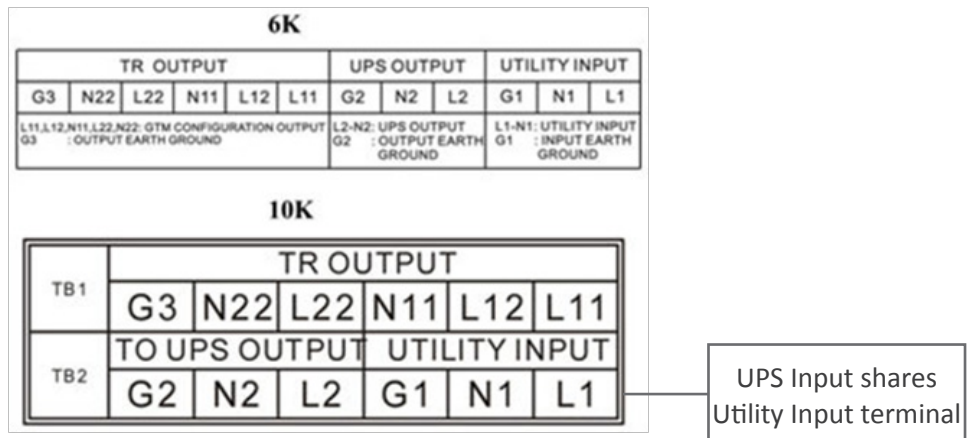 6K
TR OUTPUT UPS OUTPUT UTILITY INPUT
G3 N22 L22 N11 L12 L11 G2 N2 L2 G1 N1 L1
L11,L12,N11,L22,N22: GTM CONFIGURATION OUTPUT L2-N2: UPS OUTPUT L1-N1: UTILITY INPUT
G3 : OUTPUT EARTH GROUND G2 : OUTPUT EARTH G1 : INPUT EARTH
GROUND GROUND
10K
TB1 TR OUTPUT
G3 N22 L22 N11 L12 L11
TB2 TO UPS OUTPUT UTILITY INPUT
G2 N2 L2 G1 N1 L1
UPS Input shares
Utility Input terminal